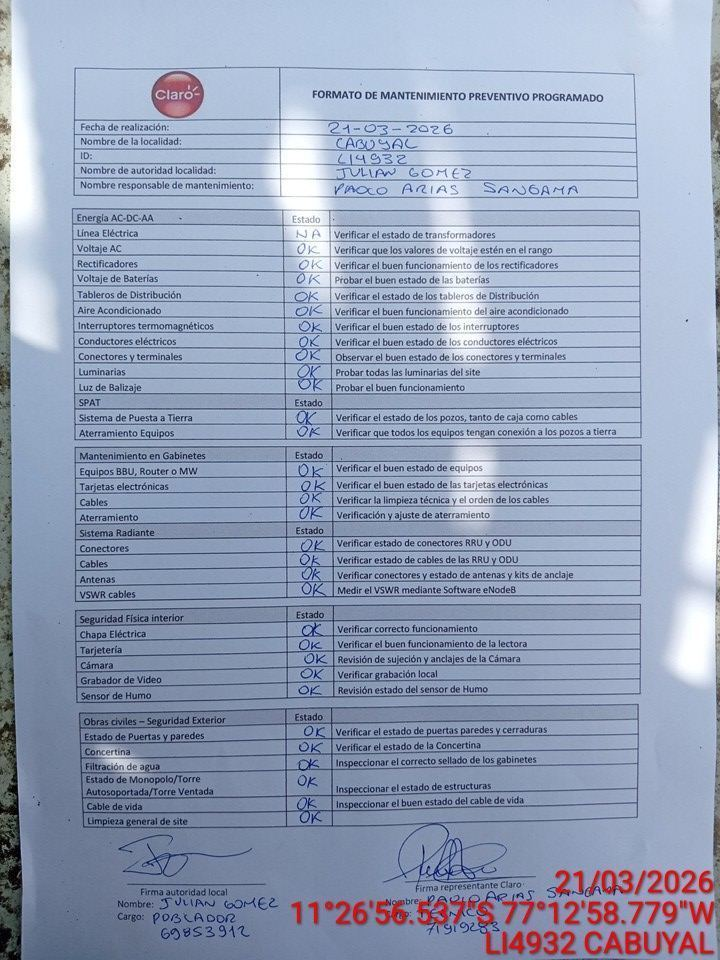 Claro
FORMATO DE MANTENIMIENTO PREVENTIVO PROGRAMADO
Fecha de realización: 21-03-2026
Nombre de la localidad: CABUYAL
ID: LI4932
Nombre de autoridad localidad: JULIAN GOMEZ
Nombre responsable de mantenimiento: PAOLO ARIAS SANGAMA
Energía AC-DC-AA Estado
Línea Eléctrica NA Verificar el estado de transformadores
Voltaje AC OK Verificar que los valores de voltaje estén en el rango
Rectificadores OK Verificar el buen funcionamiento de los rectificadores
Voltaje de Baterías OK Probar el buen estado de las baterías
Tableros de Distribución OK Verificar el estado de los tableros de Distribución
Aire Acondicionado OK Verificar el buen funcionamiento del aire acondicionado
Interruptores termomagnéticos OK Verificar el buen estado de los interruptores
Conductores eléctricos OK Verificar el buen estado de los conductores eléctricos
Conectores y terminales OK Observar el buen estado de los conectores y terminales
Luminarias OK Probar todas las luminarias del site
Luz de Balizaje OK Probar el buen funcionamiento
SPAT Estado
Sistema de Puesta a Tierra OK Verificar el estado de los pozos, tanto de caja como cables
Aterramiento Equipos OK Verificar que todos los equipos tengan conexión a los pozos a tierra
Mantenimiento en Gabinetes Estado
Equipos BBU, Router o MW OK Verificar el buen estado de equipos
Tarjetas electrónicas OK Verificar el buen estado de las tarjetas electrónicas
Cables OK Verificar la limpieza técnica y el orden de los cables
Aterramiento OK Verificación y ajuste de aterramiento
Sistema Radiante Estado
Conectores OK Verificar estado de conectores RRU y ODU
Cables OK Verificar estado de cables de las RRU y ODU
Antenas OK Verificar conectores y estado de antenas y kits de anclaje
VSWR cables OK Medir el VSWR mediante Software eNodeB
Seguridad Física interior Estado
Chapa Eléctrica OK Verificar correcto funcionamiento
Tarjetería OK Verificar el buen funcionamiento de la lectora
Cámara OK Revisión de sujeción y anclajes de la Cámara
Grabador de Video OK Verificar grabación local
Sensor de Humo OK Revisión estado del sensor de Humo
Obras civiles – Seguridad Exterior Estado
Estado de Puertas y paredes OK Verificar el estado de puertas paredes y cerraduras
Concertina OK Verificar el estado de la Concertina
Filtración de agua OK Inspeccionar el correcto sellado de los gabinetes
Estado de Monopolo/Torre
Autosoportada/Torre Ventada OK Inspeccionar el estado de estructuras
Cable de vida OK Inspeccionar el buen estado del cable de vida
Limpieza general de site OK
Firma autoridad local
Nombre: JULIAN GOMEZ
Cargo: POBLADOR
69853912
Firma representante Claro
Nombre: PAOLO ARIAS SANGAMA
Cargo: TECNICO
71919283
21/03/2026
11°26'56.537"S 77°12'58.779"W
LI4932 CABUYAL